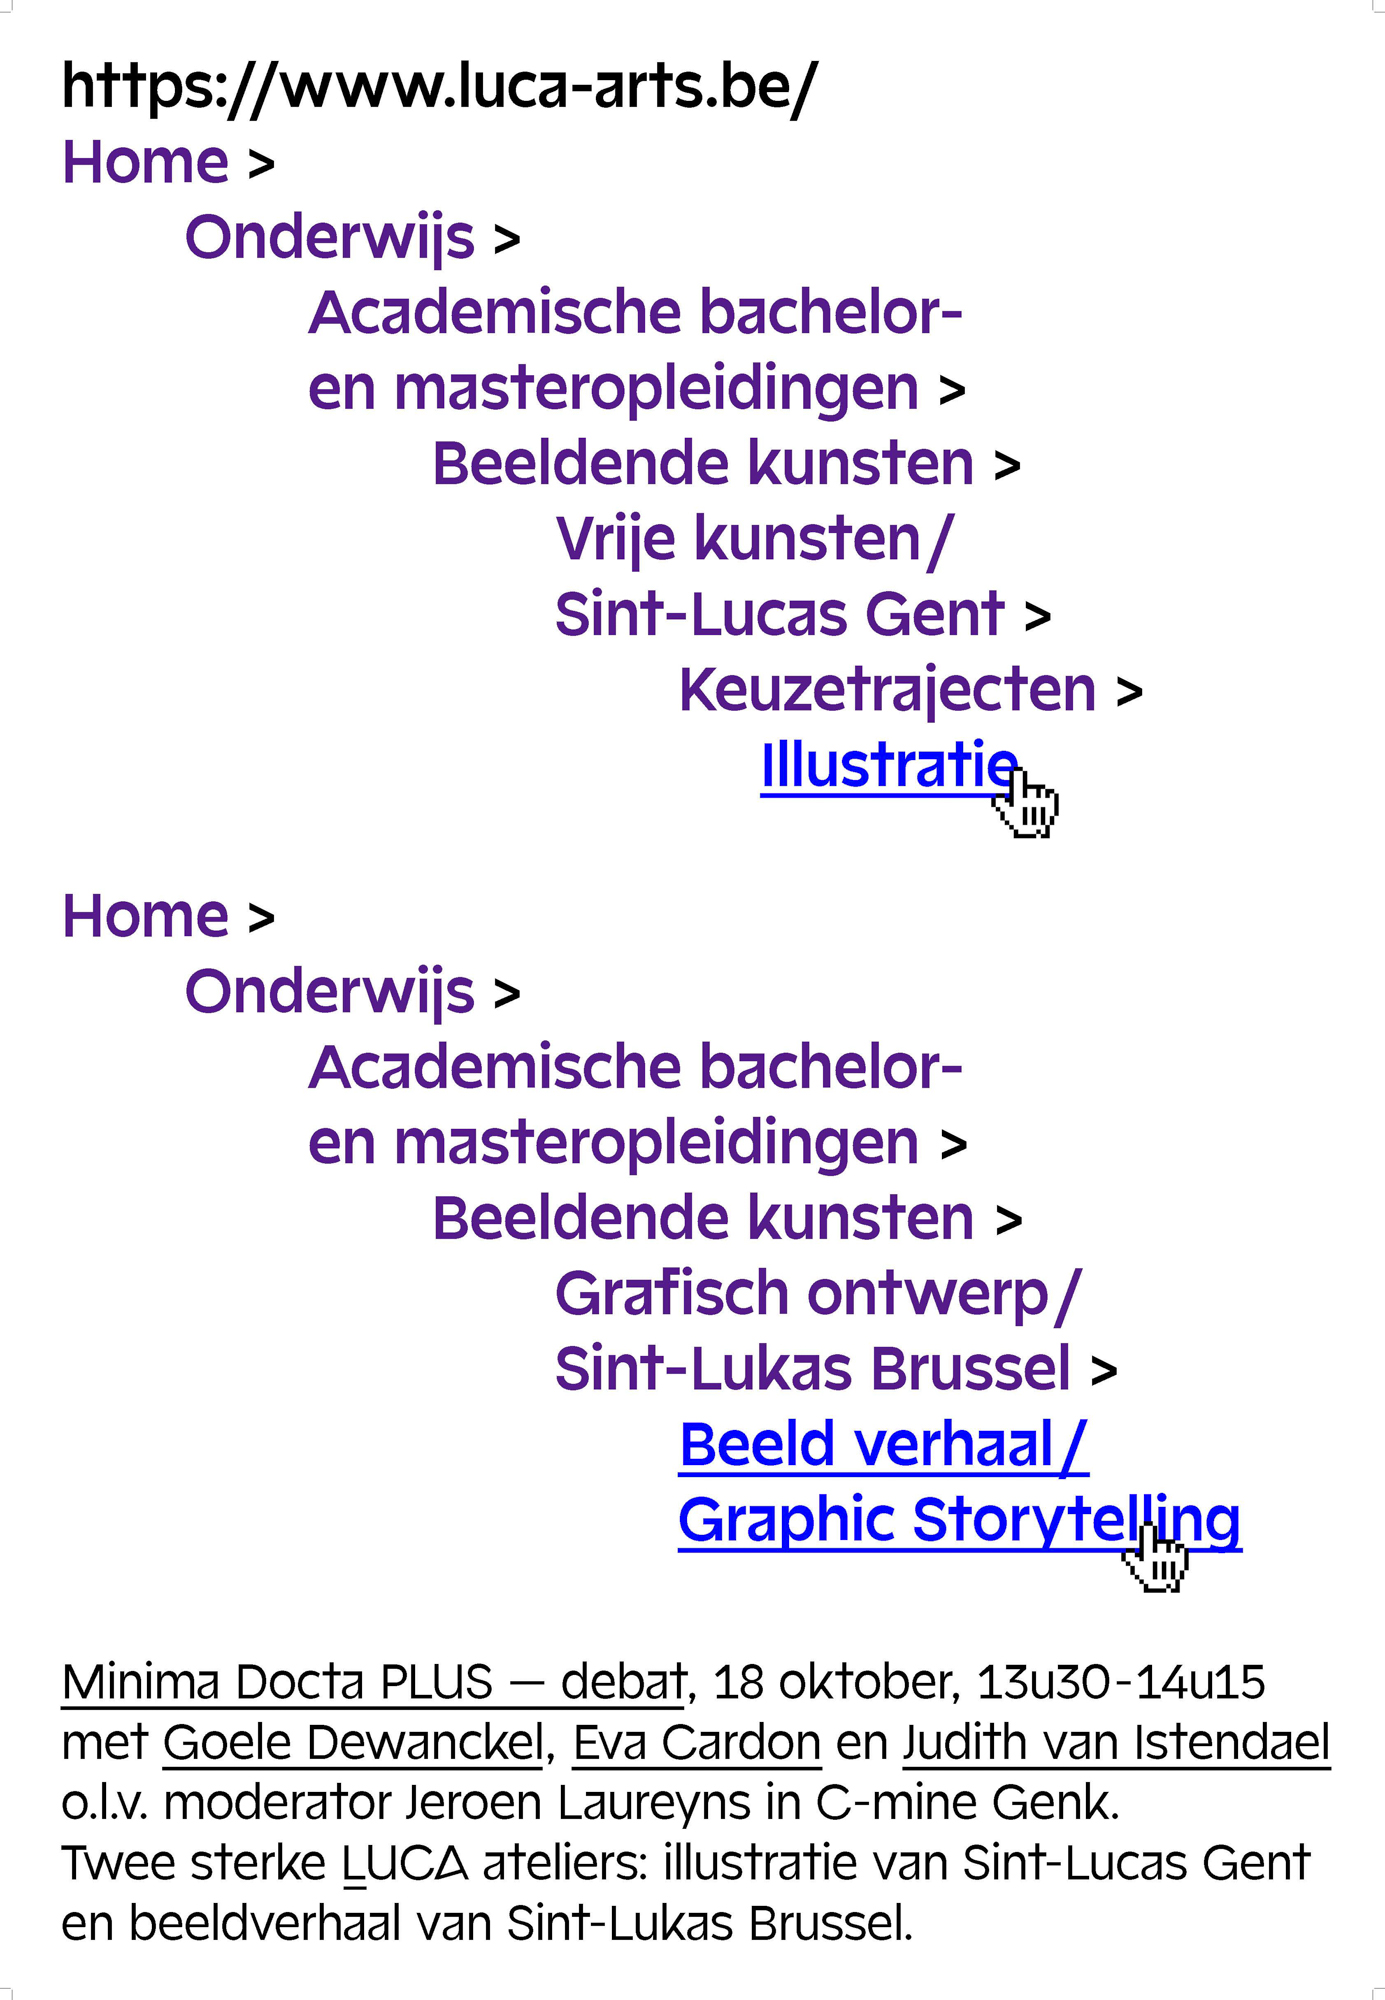 https://www.luca-arts.be/
Home >
Onderwijs >
Academische bachelor-
en masteropleidingen >
Beeldende kunsten >
Vrije kunsten/
Sint-Lucas Gent >
Keuzetrajecten >
Illustratie
Home >
Onderwijs >
Academische bachelor-
en masteropleidingen >
Beeldende kunsten >
Grafisch ontwerp/
Sint-Lukas Brussel >
Beeld verhaal/
Graphic Storytelling
Minima Docta PLUS — debat, 18 oktober, 13u30-14u15
met Goele Dewanckel, Eva Cardon en Judith van Istendael
o.l.v. moderator Jeroen Laureyns in C-mine Genk.
Twee sterke LUCA ateliers: illustratie van Sint-Lucas Gent
en beeldverhaal van Sint-Lukas Brussel.